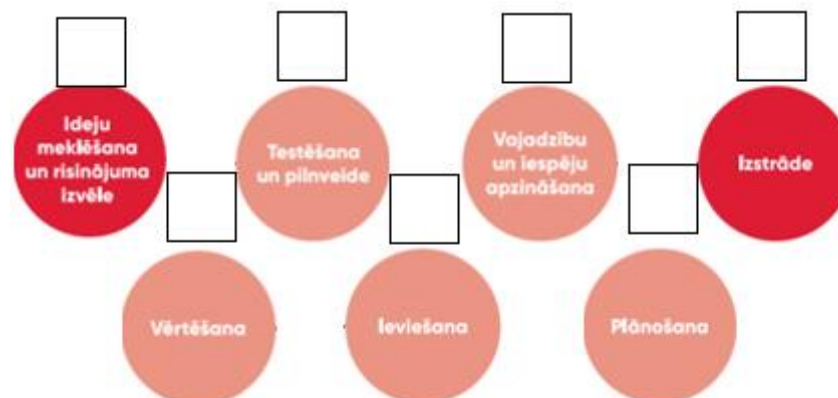 Ideju
meklēšana
un risinājuma
izvēle
Testēšana
un pilnveide
Vajadzību
un iespēju
apzināšana
Izstrāde
Vērtēšana
Ieviešana
Plānošana